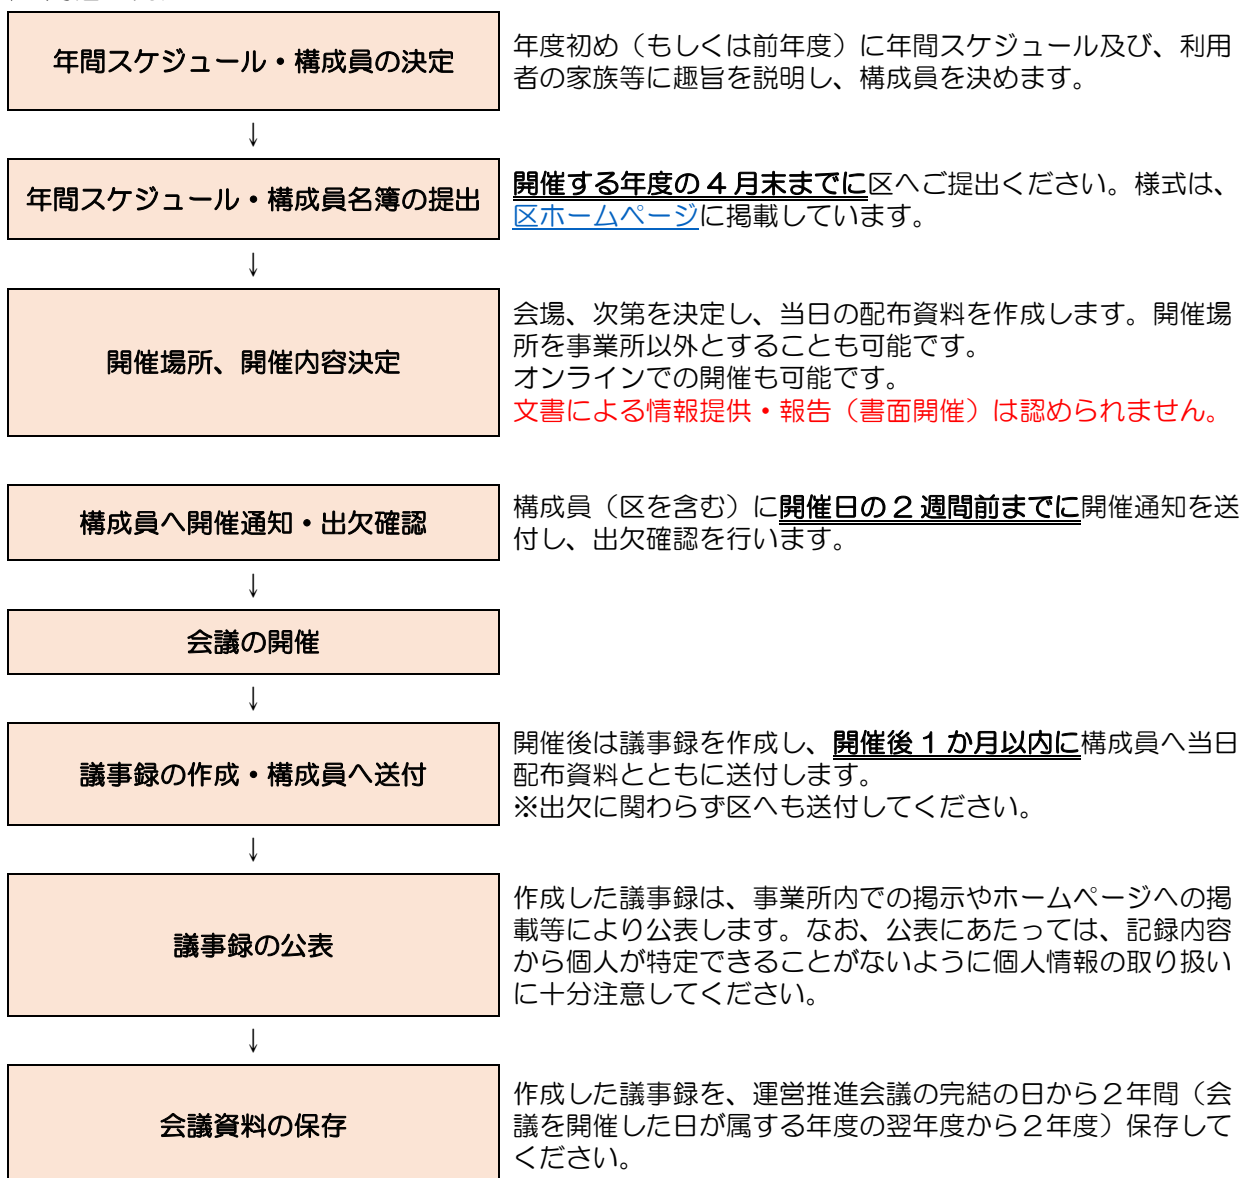 年間スケジュール・構成員の決定
年度初め（もしくは前年度）に年間スケジュール及び、利用
者の家族等に趣旨を説明し、構成員を決めます。
↓
年間スケジュール・構成員名簿の提出
開催する年度の4月末までに区へご提出ください。様式は、
区ホームページに掲載しています。
↓
開催場所、開催内容決定
会場、次第を決定し、当日の配布資料を作成します。開催場
所を事業所以外とすることも可能です。
オンラインでの開催も可能です。
文書による情報提供・報告（書面開催）は認められません。
構成員へ開催通知・出欠確認
構成員（区を含む）に開催日の2週間前までに開催通知を送
付し、出欠確認を行います。
↓
会議の開催
↓
議事録の作成・構成員へ送付
開催後は議事録を作成し、開催後1か月以内に構成員へ当日
配布資料とともに送付します。
※出欠に関わらず区へも送付してください。
↓
議事録の公表
作成した議事録は、事業所内での掲示やホームページへの掲
載等により公表します。なお、公表にあたっては、記録内容
から個人が特定できることがないように個人情報の取り扱い
に十分注意してください。
↓
会議資料の保存
作成した議事録を、運営推進会議の完結の日から２年間（会
議を開催した日が属する年度の翌年度から２年度）保存して
ください。